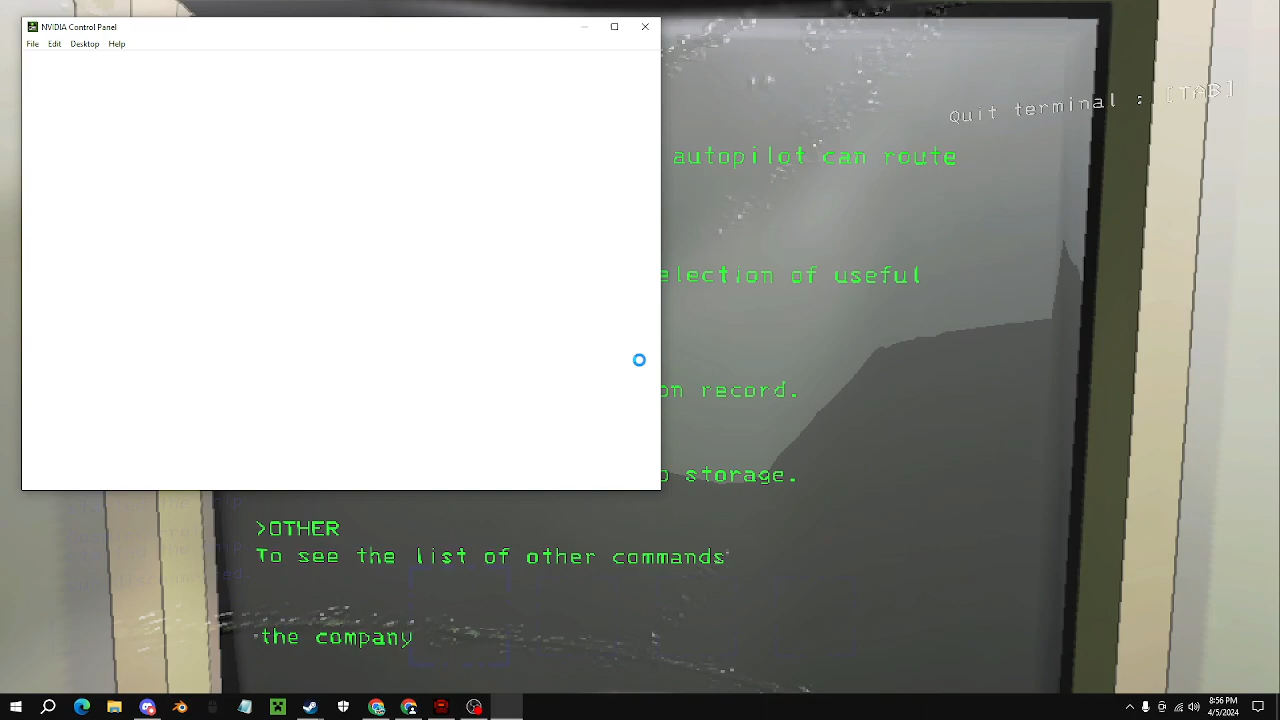 NVIDIA Control Panel
File Edit Desktop Help
Quit terminal : [TAB]
autopilot can route
election of useful
on record.
storage.
>OTHER
To see the list of other commands
the company
8:56 PM
4/5/2024